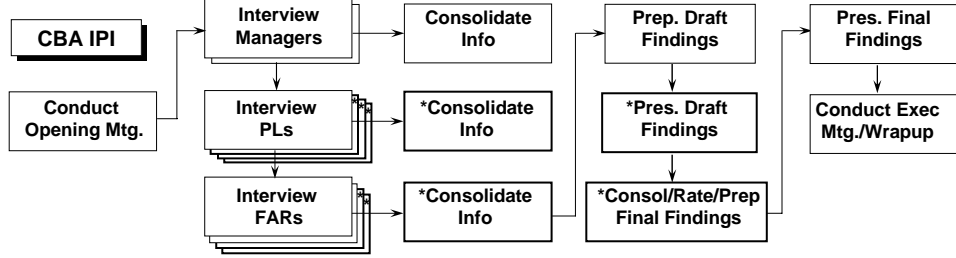 CBA IPI
Conduct
Opening Mtg.
Interview
Managers
Consolidate
Info
Interview
PLs
* * *
*Consolidate
Info
Interview
FARs
* *
*Consolidate
Info
Prep. Draft
Findings
*Pres. Draft
Findings
*Consol/Rate/Prep
Final Findings
Pres. Final
Findings
Conduct Exec
Mtg./Wrapup